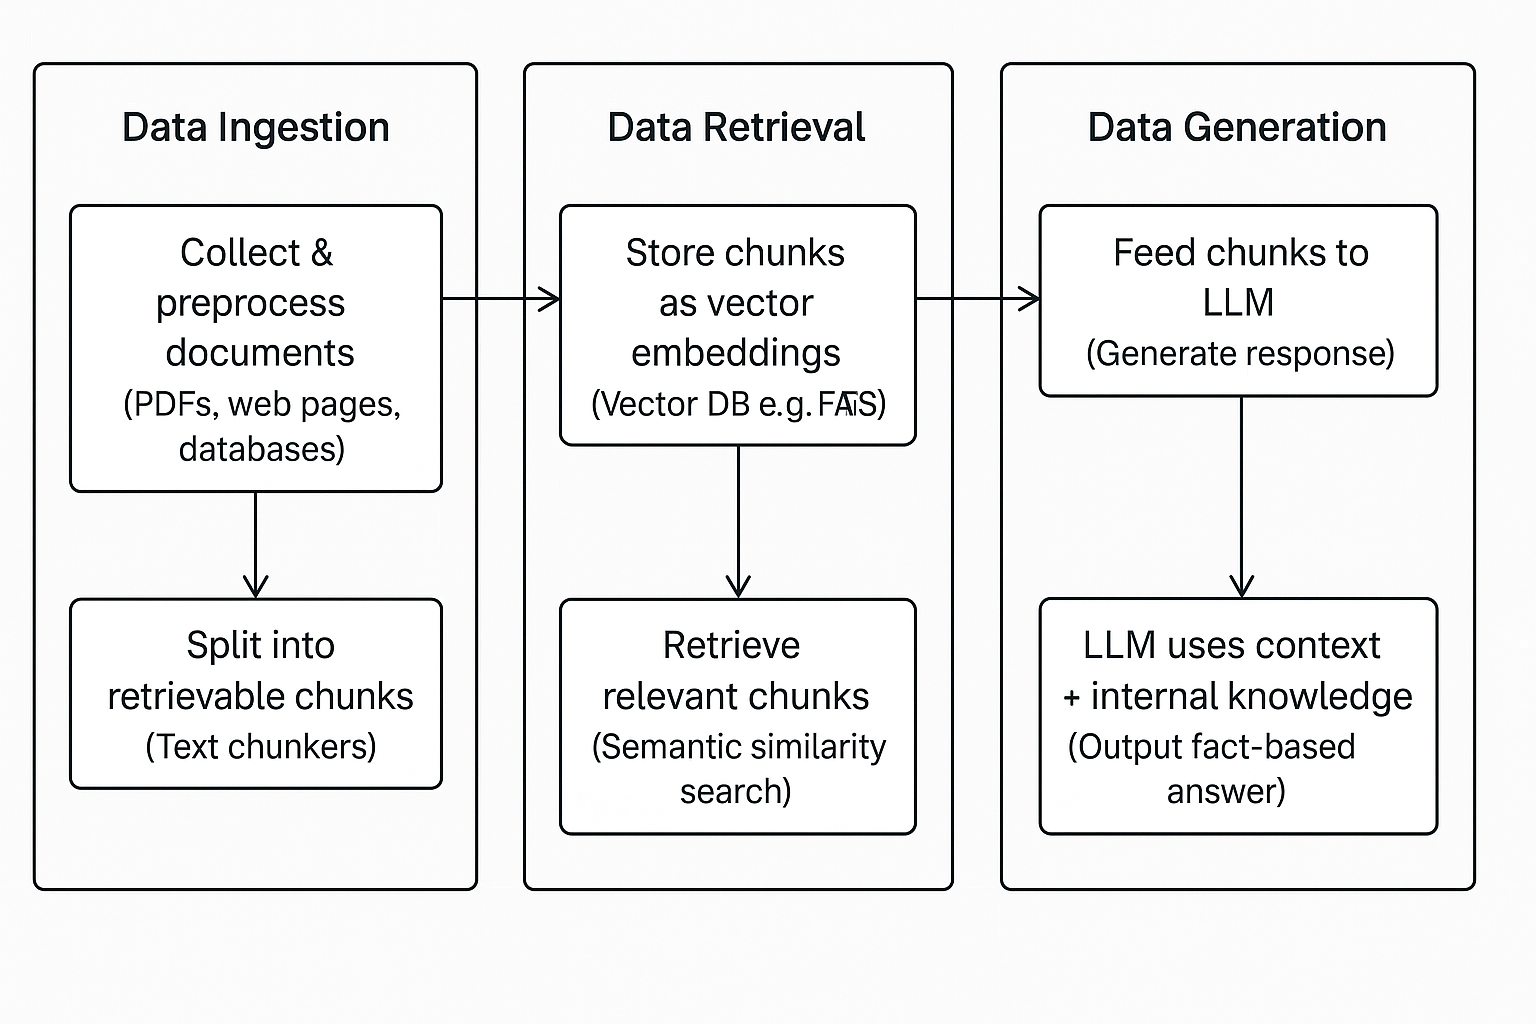 Data Ingestion
Collect &
preprocess
documents
(PDFs, web pages,
databases)
Split into
retrievable chunks
(Text chunkers)
Data Retrieval
Store chunks
as vector
embeddings
(Vector DB e.g.
Retrieve
relevant chunks
(Semantic similarity
search)
Data Generation
Feed chunks to
LLM
(Generate response)
LLM uses context
+ internal knowledge
(Output fact-based
answer)